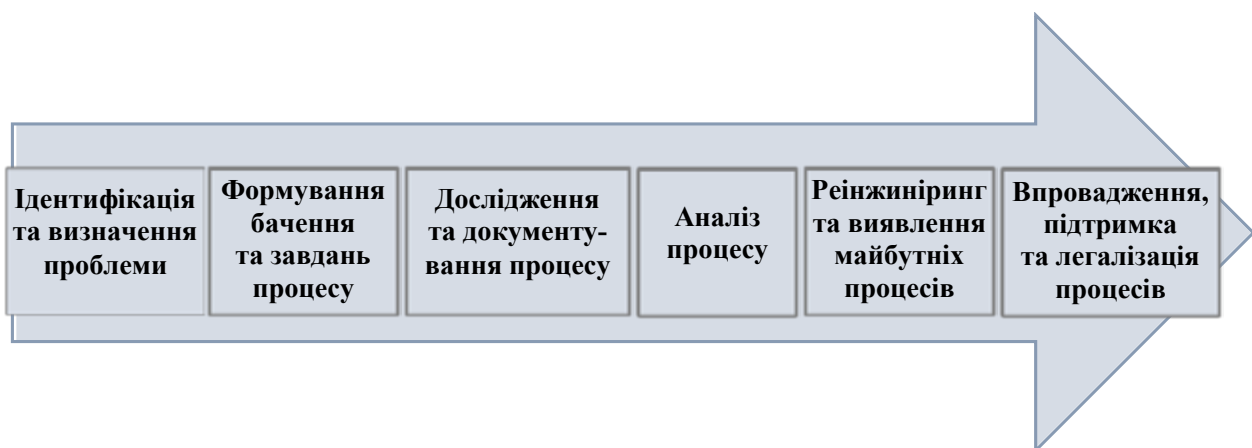 Ідентифікація
та визначення
проблеми
Формування
бачення
та завдань
процесу
Дослідження
та документу-
вання процесу
Аналіз
процесу
Реінжиніринг
та виявлення
майбутніх
процесів
Впровадження,
підтримка
та легалізація
процесів